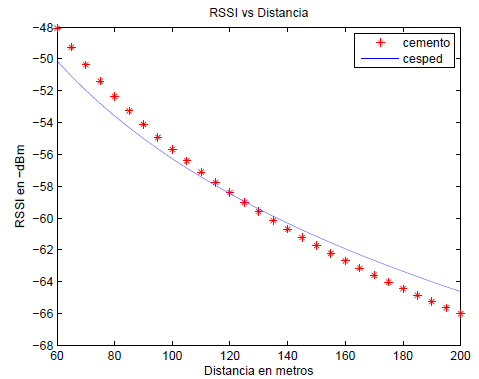 RSSI vs Distancia
cemento
cesped
RSSI en −dBm
−48
−50
−52
−54
−56
−58
−60
−62
−64
−66
−68
60 80 100 120 140 160 180 200
Distancia en metros